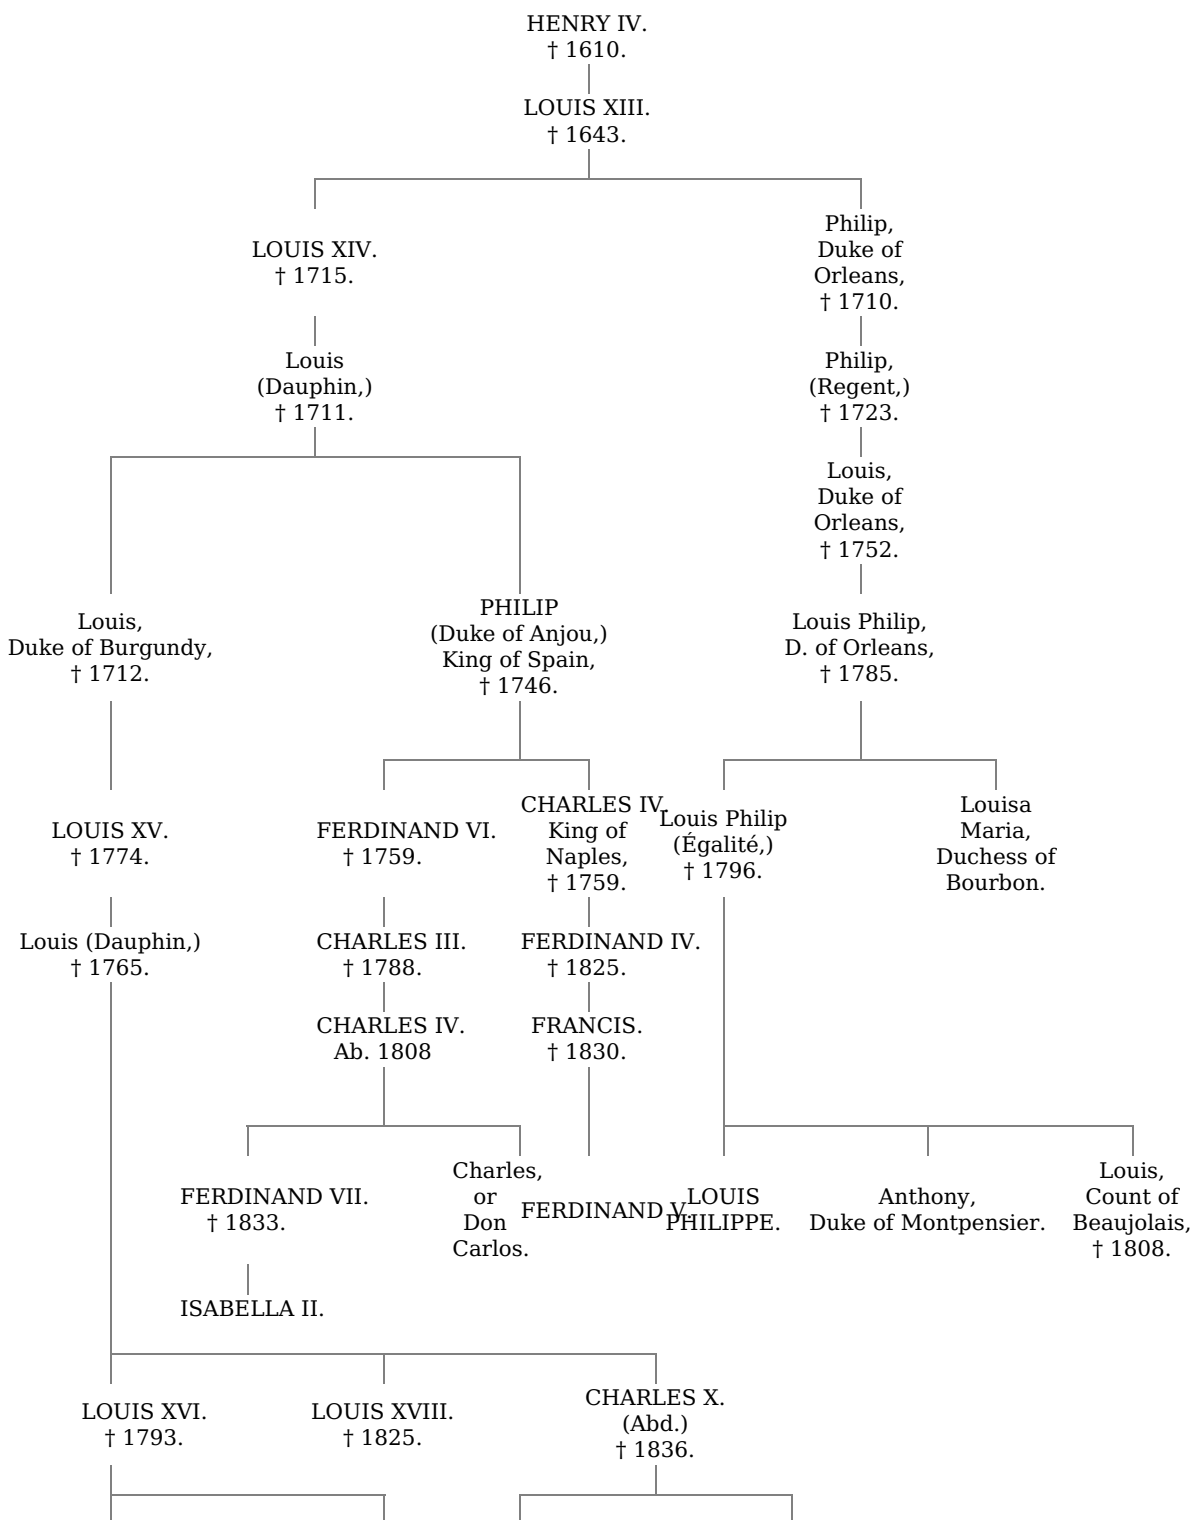 HENRY IV.
† 1610.
LOUIS XIII.
† 1643.
LOUIS XIV.
† 1715.
Philip,
Duke of
Orleans,
† 1710.
Louis
(Dauphin,)
† 1711.
Philip,
(Regent,)
† 1723.
Louis,
Duke of
Orleans,
† 1752.
Louis,
Duke of Burgundy,
† 1712.
PHILIP
(Duke of Anjou,)
King of Spain,
† 1746.
Louis Philip,
D. of Orleans,
† 1785.
LOUIS XV.
† 1774.
FERDINAND VI.
† 1759.
CHARLES IV.
King of
Naples,
† 1759.
Louis Philip
(Égalité,)
† 1796.
Louisa
Maria,
Duchess of
Bourbon.
Louis (Dauphin,)
† 1765.
CHARLES III.
† 1788.
FERDINAND IV.
† 1825.
CHARLES IV.
Ab. 1808
FRANCIS.
† 1830.
FERDINAND VII.
† 1833.
Charles,
or
Don
Carlos.
FERDINAND V.
LOUIS
PHILIPPE.
Anthony,
Duke of Montpensier.
Louis,
Count of
Beaujolais,
† 1808.
ISABELLA II.
LOUIS XVI.
† 1793.
LOUIS XVIII.
† 1825.
CHARLES X.
(Abd.)
† 1836.